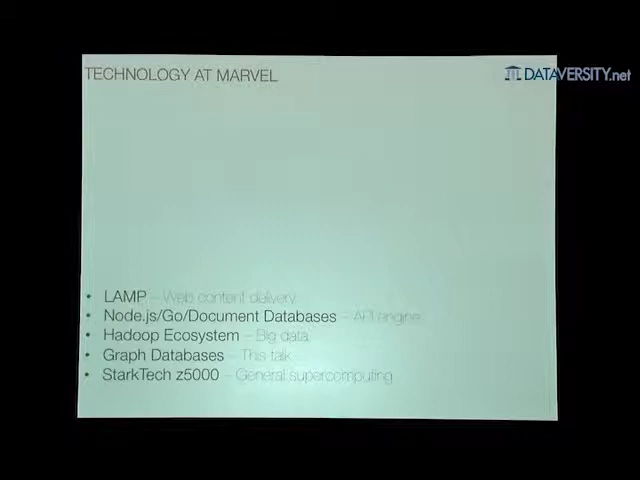 TECHNOLOGY AT MARVEL
DATAVERSITY.net
• LAMP – Web content delivery
• Node.js/Go/Document Databases – API engine
• Hadoop Ecosystem – Big data
• Graph Databases – This talk
• StarkTech z5000 – General supercomputing